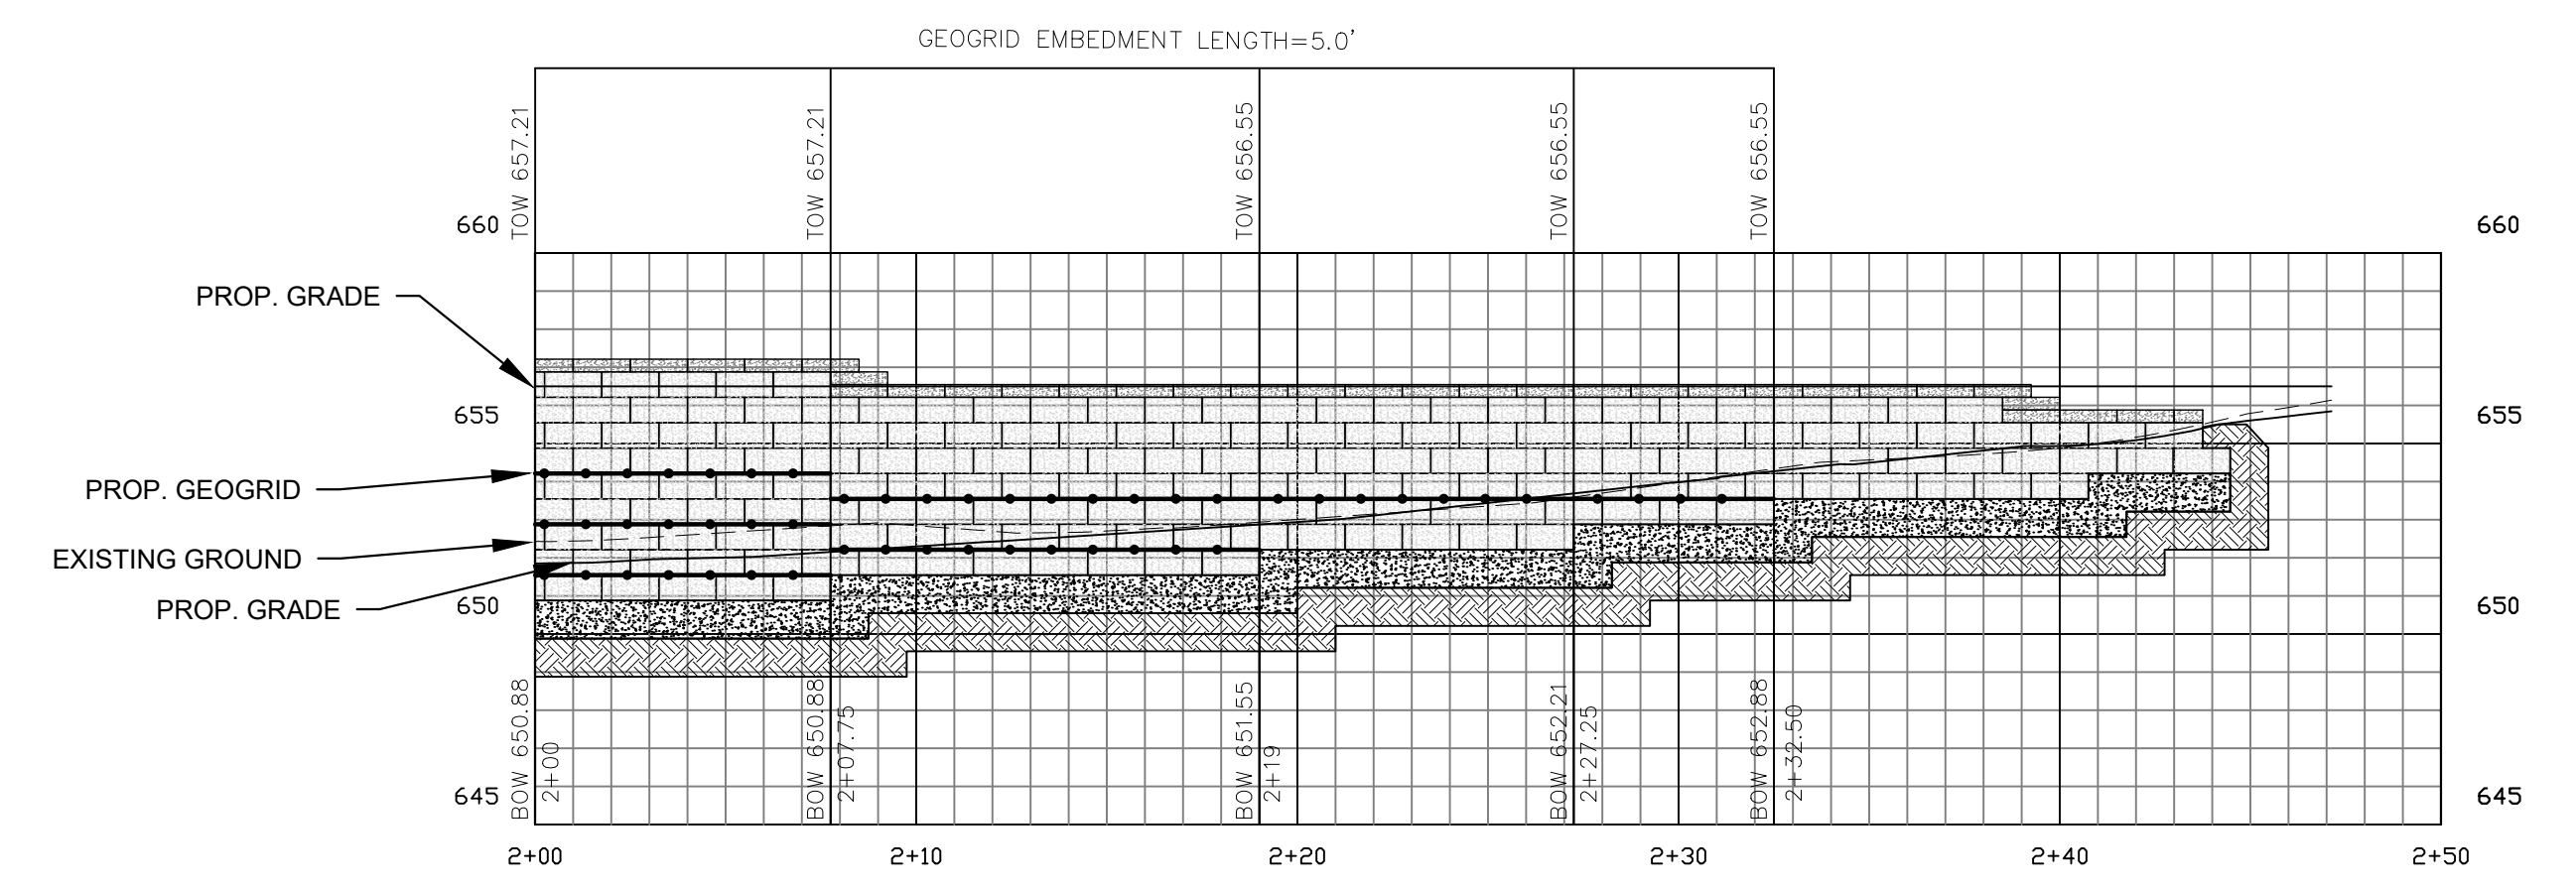 GEOGRID EMBEDMENT LENGTH=5.0'
TOW 657.21
TOW 657.21
TOW 656.55
TOW 656.55
TOW 656.55
660
660
PROP. GRADE
655
655
PROP. GEOGRID
EXISTING GROUND
PROP. GRADE
650
650
BOW 650.88
2+00
BOW 650.88
2+07.75
BOW 651.55
2+19
BOW 652.21
2+27.25
BOW 652.88
2+32.50
645
645
2+00
2+10
2+20
2+30
2+40
2+50